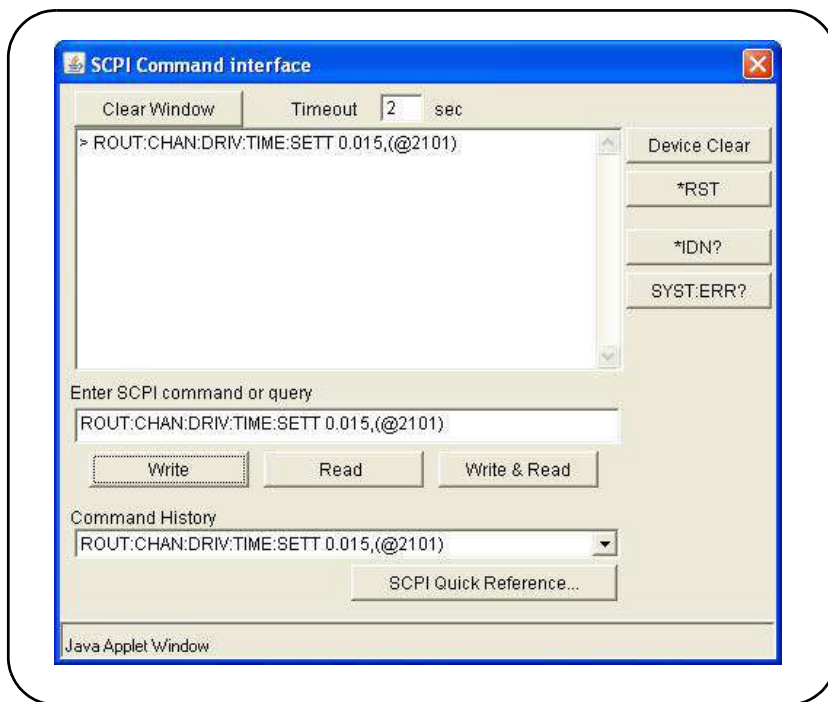 SCPI Command interface
Clear Window Timeout 2 sec
> ROUT:CHAN:DRIV:TIME:SETT 0.015,(@2101)
Device Clear
*RST
*IDN?
SYST:ERR?
Enter SCPI command or query
ROUT:CHAN:DRIV:TIME:SETT 0.015,(@2101)
Write Read Write & Read
Command History
ROUT:CHAN:DRIV:TIME:SETT 0.015,(@2101)
SCPI Quick Reference...
Java Applet Window